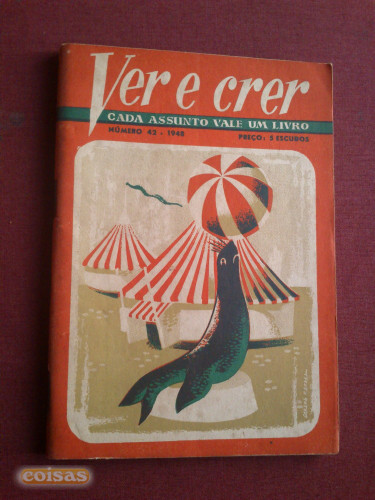 Ver e crer
CADA ASSUNTO VALE UM LIVRO
NÚMERO 42 - 1948 PREÇO: 5 ESCUDOS
coisas